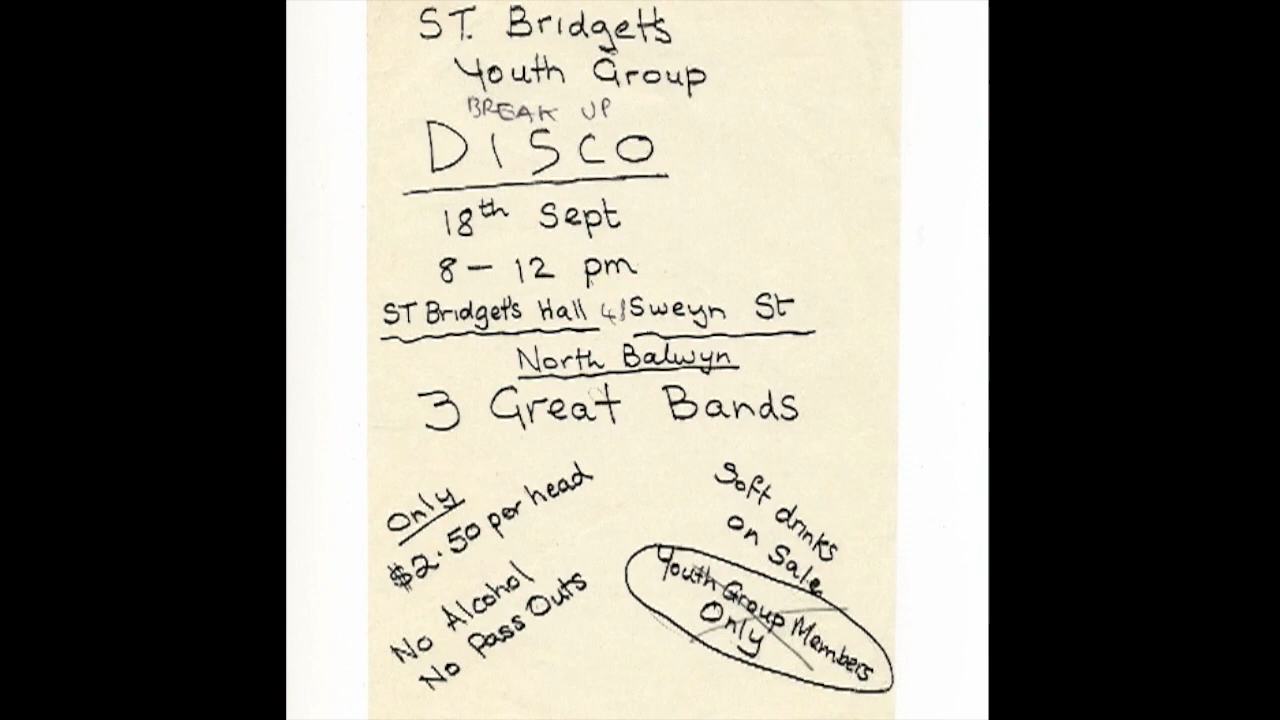 ST. Bridget's
Youth Group
BREAK UP
DISCO
18th Sept
8 - 12 pm
ST Bridget's Hall 48 Sweyn St
North Balwyn
3 Great Bands
Only
$2.50 per head
No Alcohol
No Pass Outs
Soft drinks
on Sale
Youth Group Members
Only